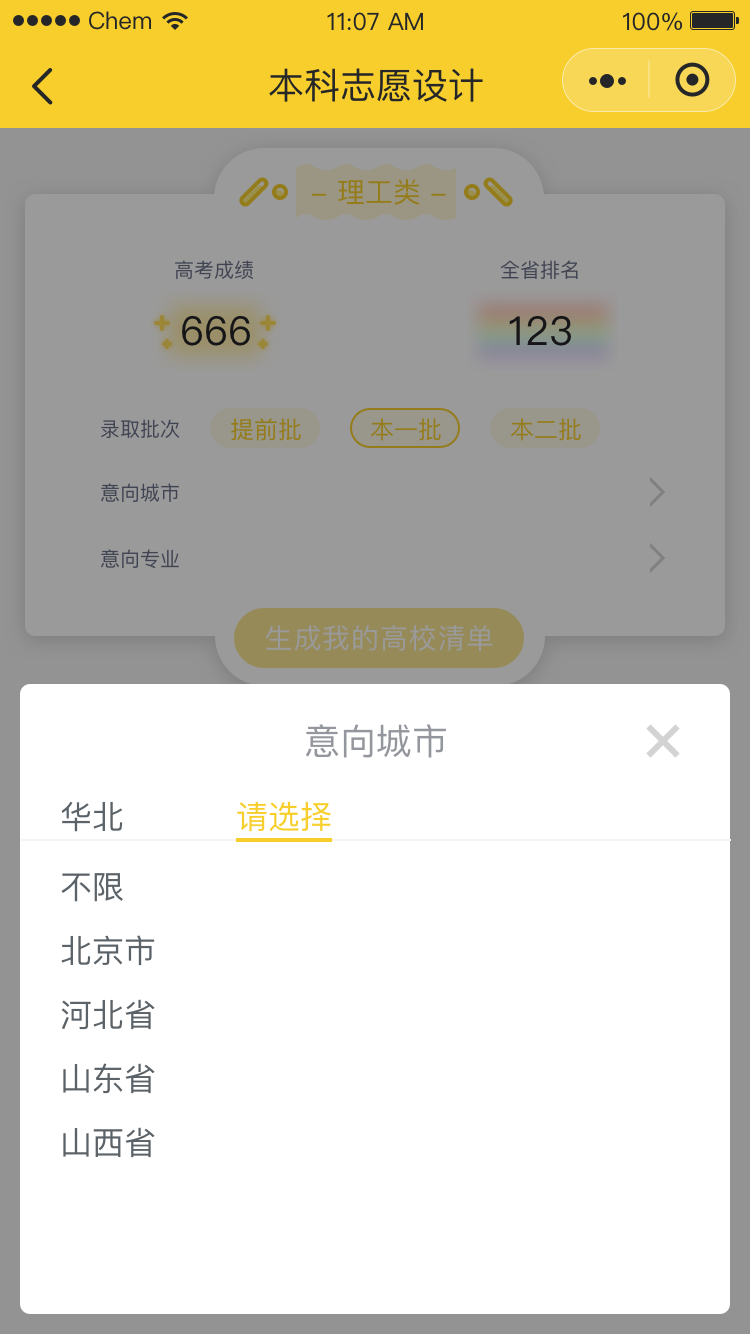 Chem 11:07 AM 100%
本科志愿设计
– 理工类 –
高考成绩 全省排名
666 123
录取批次 提前批 本一批 本二批
意向城市
意向专业
生成我的高校清单
意向城市
华北 请选择
不限
北京市
河北省
山东省
山西省